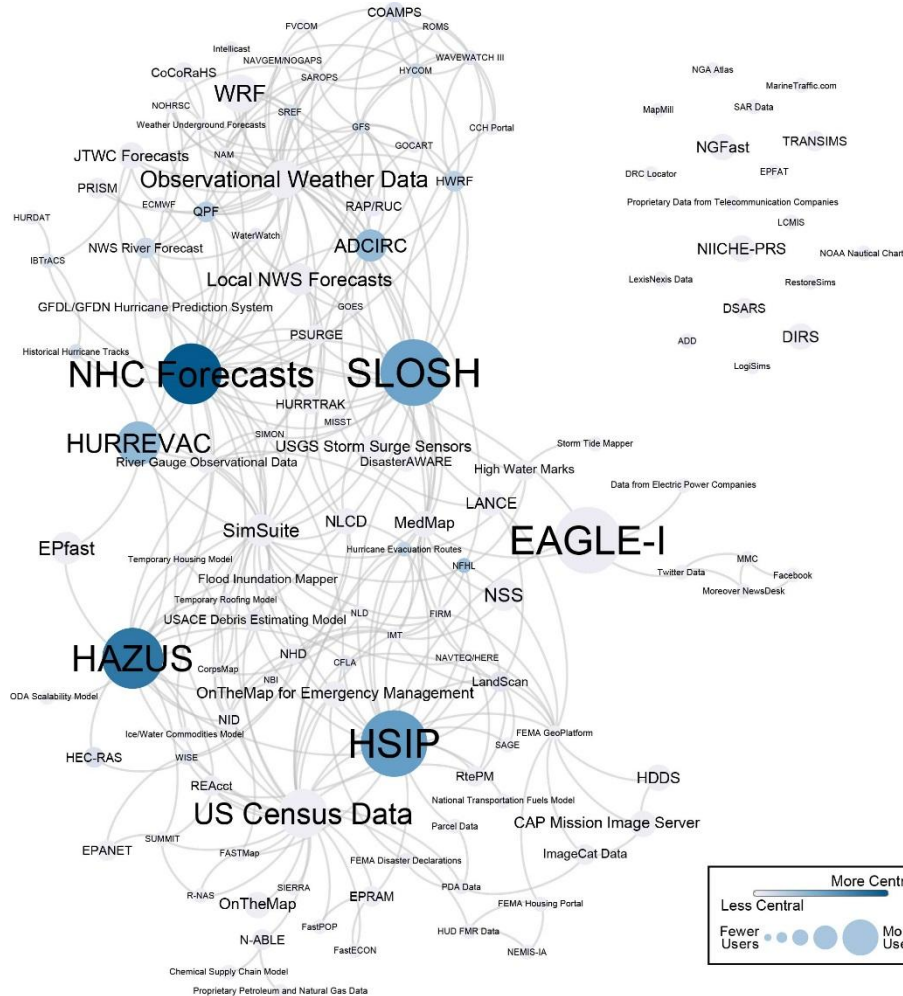 COAMPS
FVCOM
ROMS
Intellicast
NAVGEM/NOGAPS
WAVEWATCH III
CoCoRaHS
SAROPS
HYCOM
WRF
NOHRSC
SREF
Weather Underground Forecasts
GFS
CCH Portal
GOCART
NAM
JTWC Forecasts
Observational Weather Data
HWRF
PRISM
ECMWF
QPF
RAP/RUC
HURDAT
WaterWatch
ADCIRC
NWS River Forecast
IBTrACS
Local NWS Forecasts
GFDL/GFDN Hurricane Prediction System
GOES
PSURGE
Historical Hurricane Tracks
NHC Forecasts
SLOSH
HURRTRAK
MISST
SIMON
HURREVAC
USGS Storm Surge Sensors
River Gauge Observational Data
DisasterAWARE
High Water Marks
Storm Tide Mapper
Data from Electric Power Companies
LANCE
SimSuite
NLCD
MedMap
EAGLE-I
EPfast
Hurricane Evacuation Routes
Temporary Housing Model
NFHL
MMC
Twitter Data
Facebook
Flood Inundation Mapper
Moreover NewsDesk
NSS
Temporary Roofing Model
NLD
FIRM
USACE Debris Estimating Model
IMT
HAZUS
NHD
CFLA
NAVTEQ/HERE
CorpsMap
NBI
LandScan
OnTheMap for Emergency Management
ODA Scalability Model
NID
Ice/Water Commodities Model
FEMA GeoPlatform
HSIP
SAGE
HEC-RAS
WISE
RtePM
HDDS
REAcct
National Transportation Fuels Model
US Census Data
Parcel Data
CAP Mission Image Server
SUMMIT
EPANET
FASTMap
FEMA Disaster Declarations
ImageCat Data
R-NAS
SIERRA
PDA Data
OnTheMap
EPRAM
FEMA Housing Portal
FastPOP
HUD FMR Data
N-ABLE
FastECON
NEMIS-IA
Chemical Supply Chain Model
Proprietary Petroleum and Natural Gas Data
NGA Atlas
MarineTraffic.com
MapMill
SAR Data
NGFast
TRANSIMS
DRC Locator
EPFAT
Proprietary Data from Telecommunication Companies
LCMIS
NIICHE-PRS
NOAA Nautical Chart
LexisNexis Data
RestoreSims
DSARS
DIRS
ADD
LogiSims
More Centr
Less Central
Fewer
Users
Mo
Use